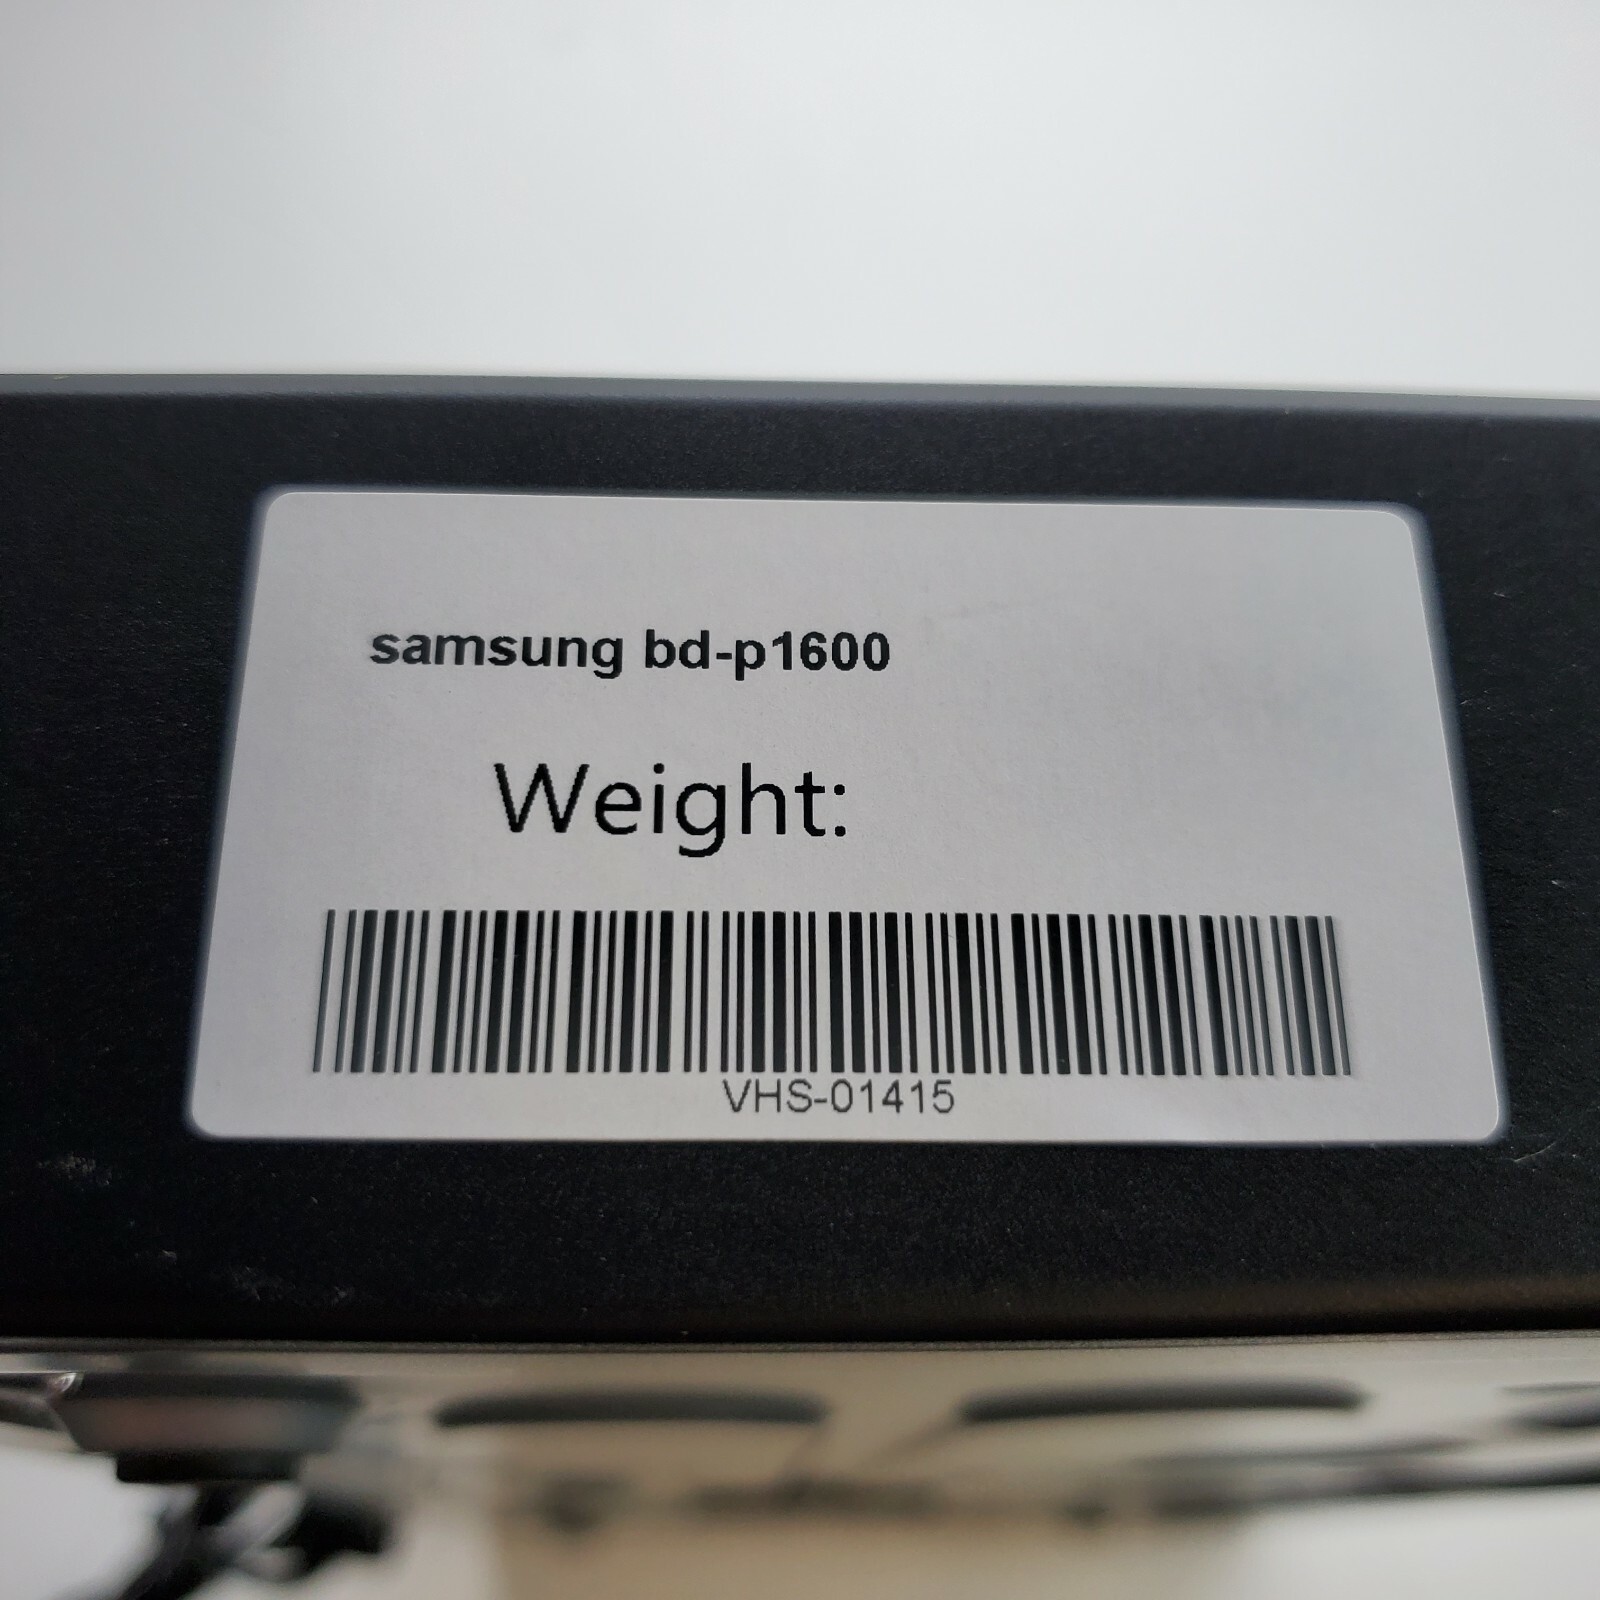 samsung bd-p1600
Weight:
VHS-01415